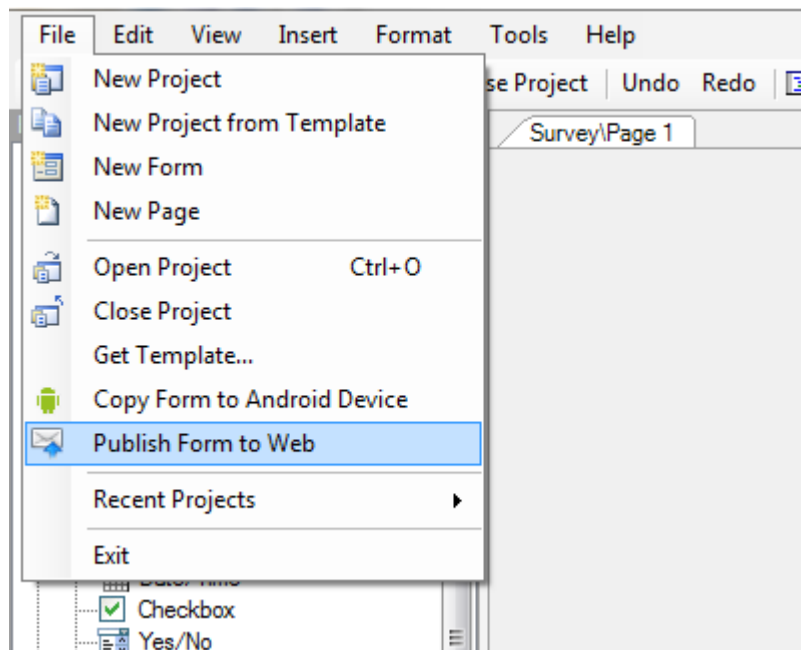 File Edit View Insert Format Tools Help
New Project
se Project Undo Redo
New Project from Template
Survey\Page 1
New Form
New Page
Open Project Ctrl+O
Close Project
Get Template...
Copy Form to Android Device
Publish Form to Web
Recent Projects
Exit
Checkbox
Yes/No